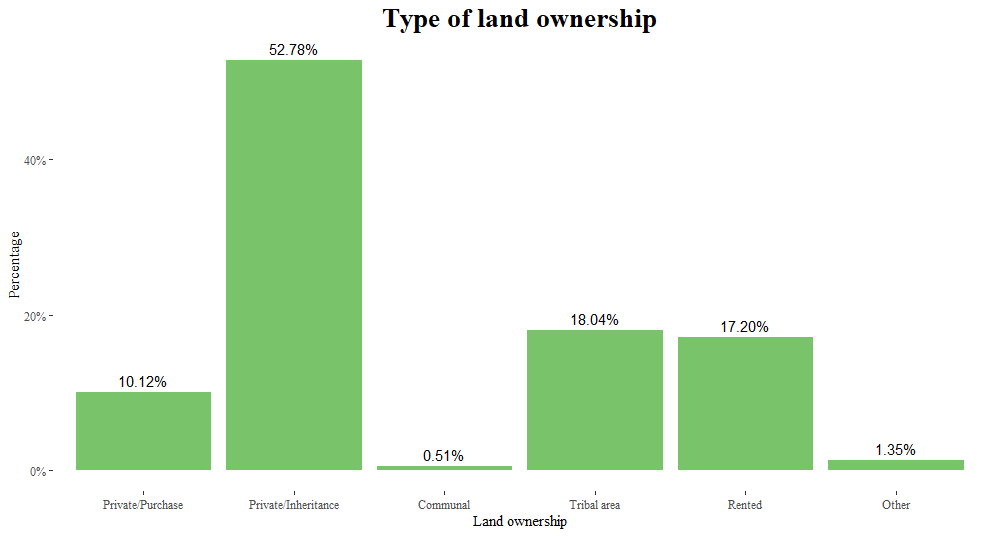 Type of land ownership
52.78%
40%
Percentage
20%
18.04%
17.20%
10.12%
0.51%
1.35%
0%
Private/Purchase Private/Inheritance Communal Tribal area Rented Other
Land ownership